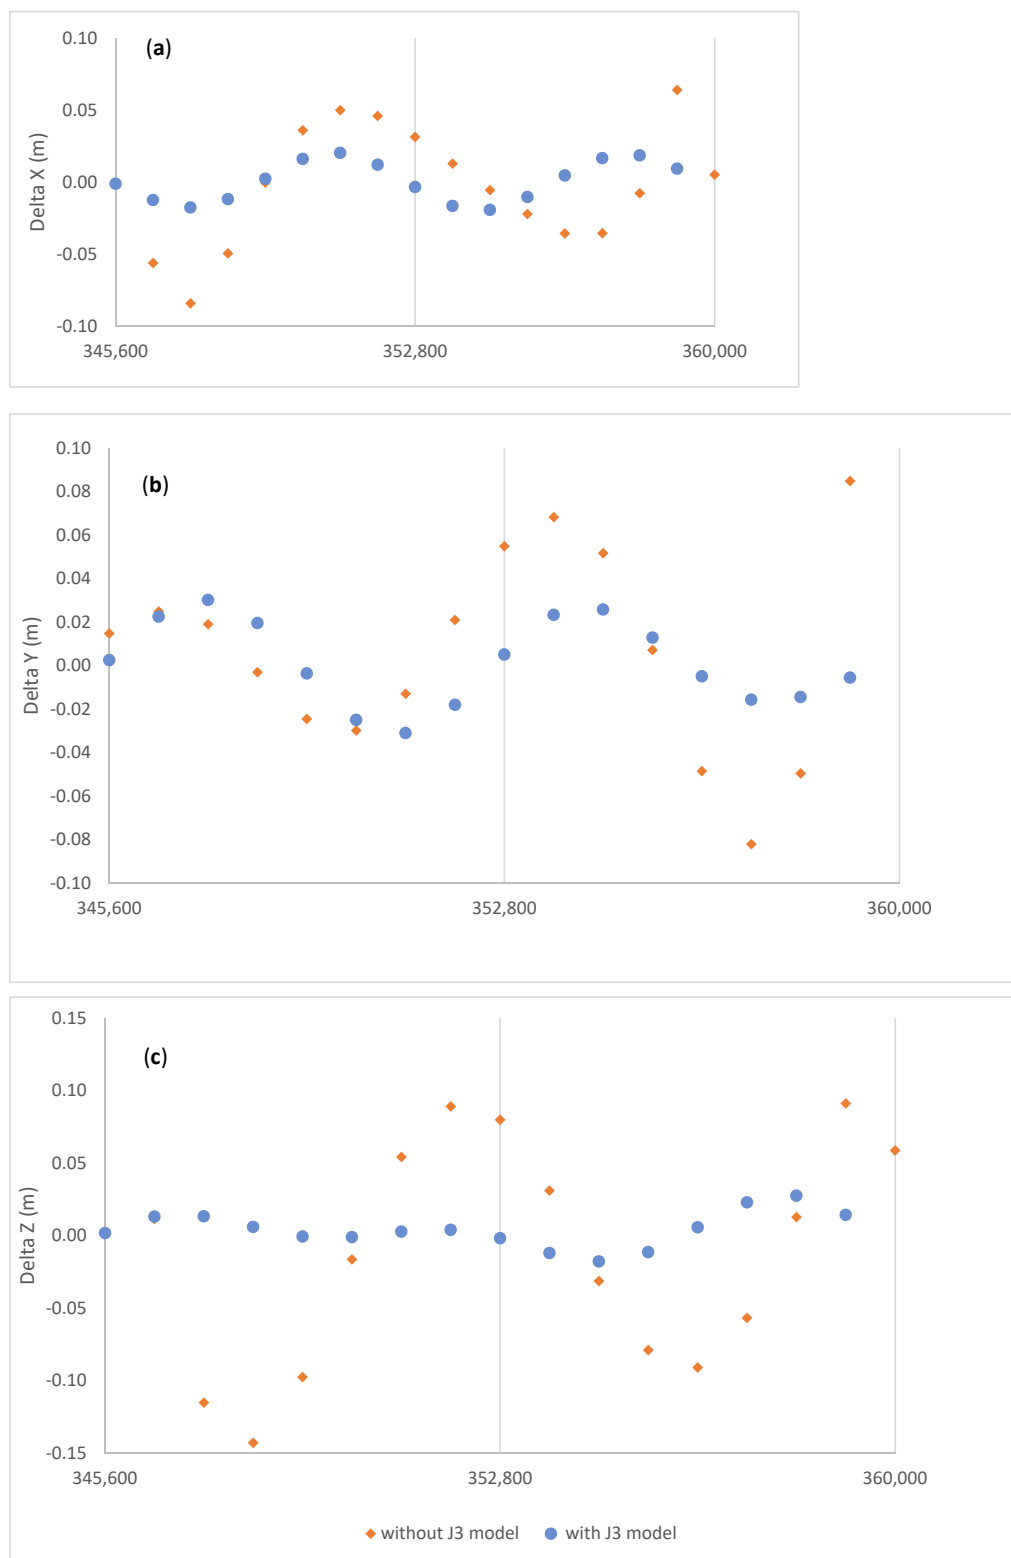 (a)
0.10
0.05
0.00
-0.05
-0.10
Delta X (m)
345,600 352,800 360,000
(b)
0.10
0.08
0.06
0.04
0.02
0.00
-0.02
-0.04
-0.06
-0.08
-0.10
Delta Y (m)
345,600 352,800 360,000
(c)
0.15
0.10
0.05
0.00
-0.05
-0.10
-0.15
Delta Z (m)
345,600 352,800 360,000
without J3 model with J3 model